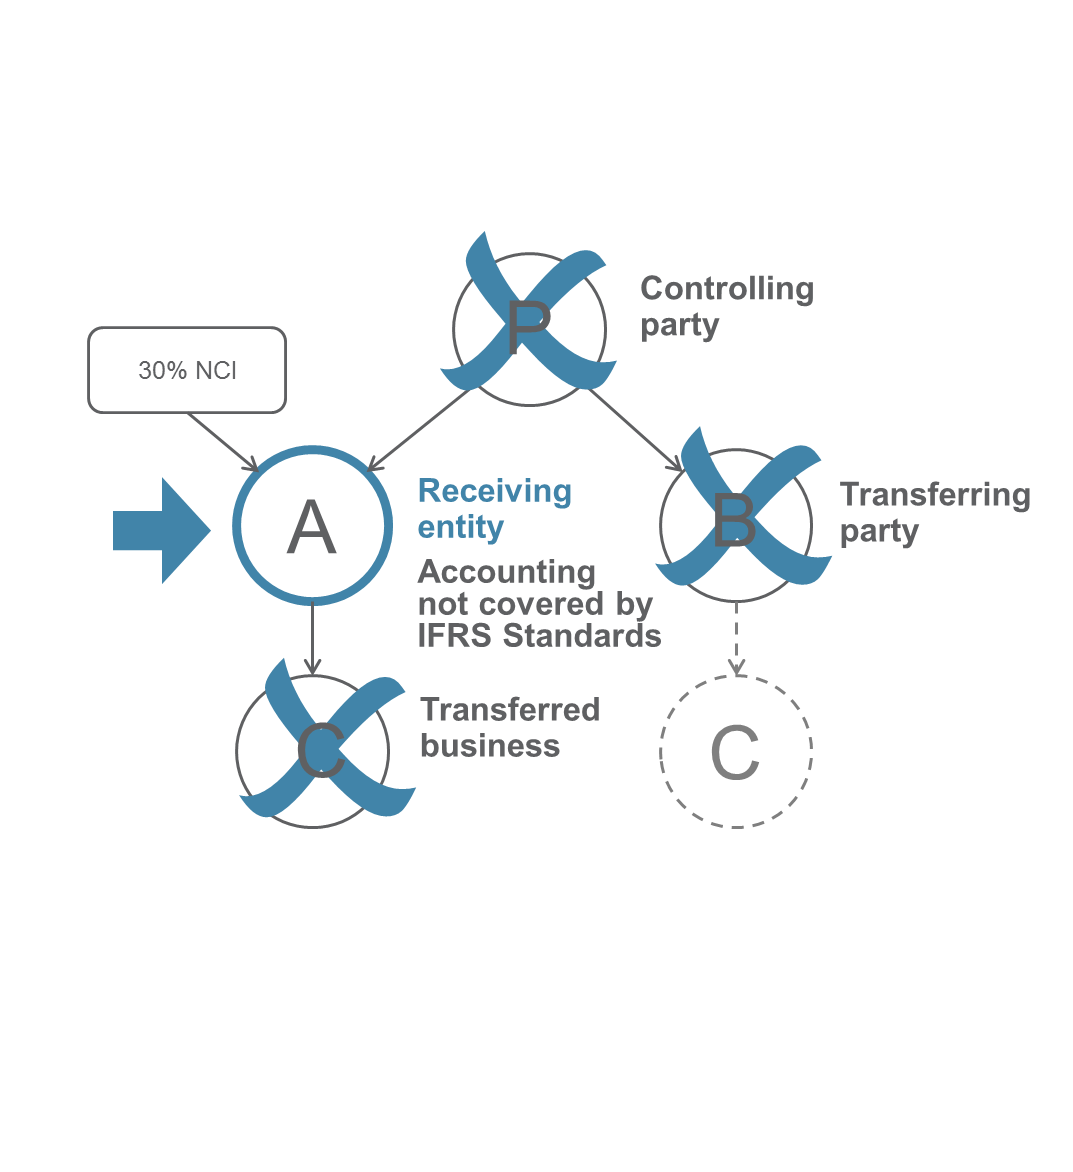 P
Controlling
party
30% NCI
A
Receiving
entity
Accounting
not covered by
IFRS Standards
B
Transferring
party
C
Transferred
business
C